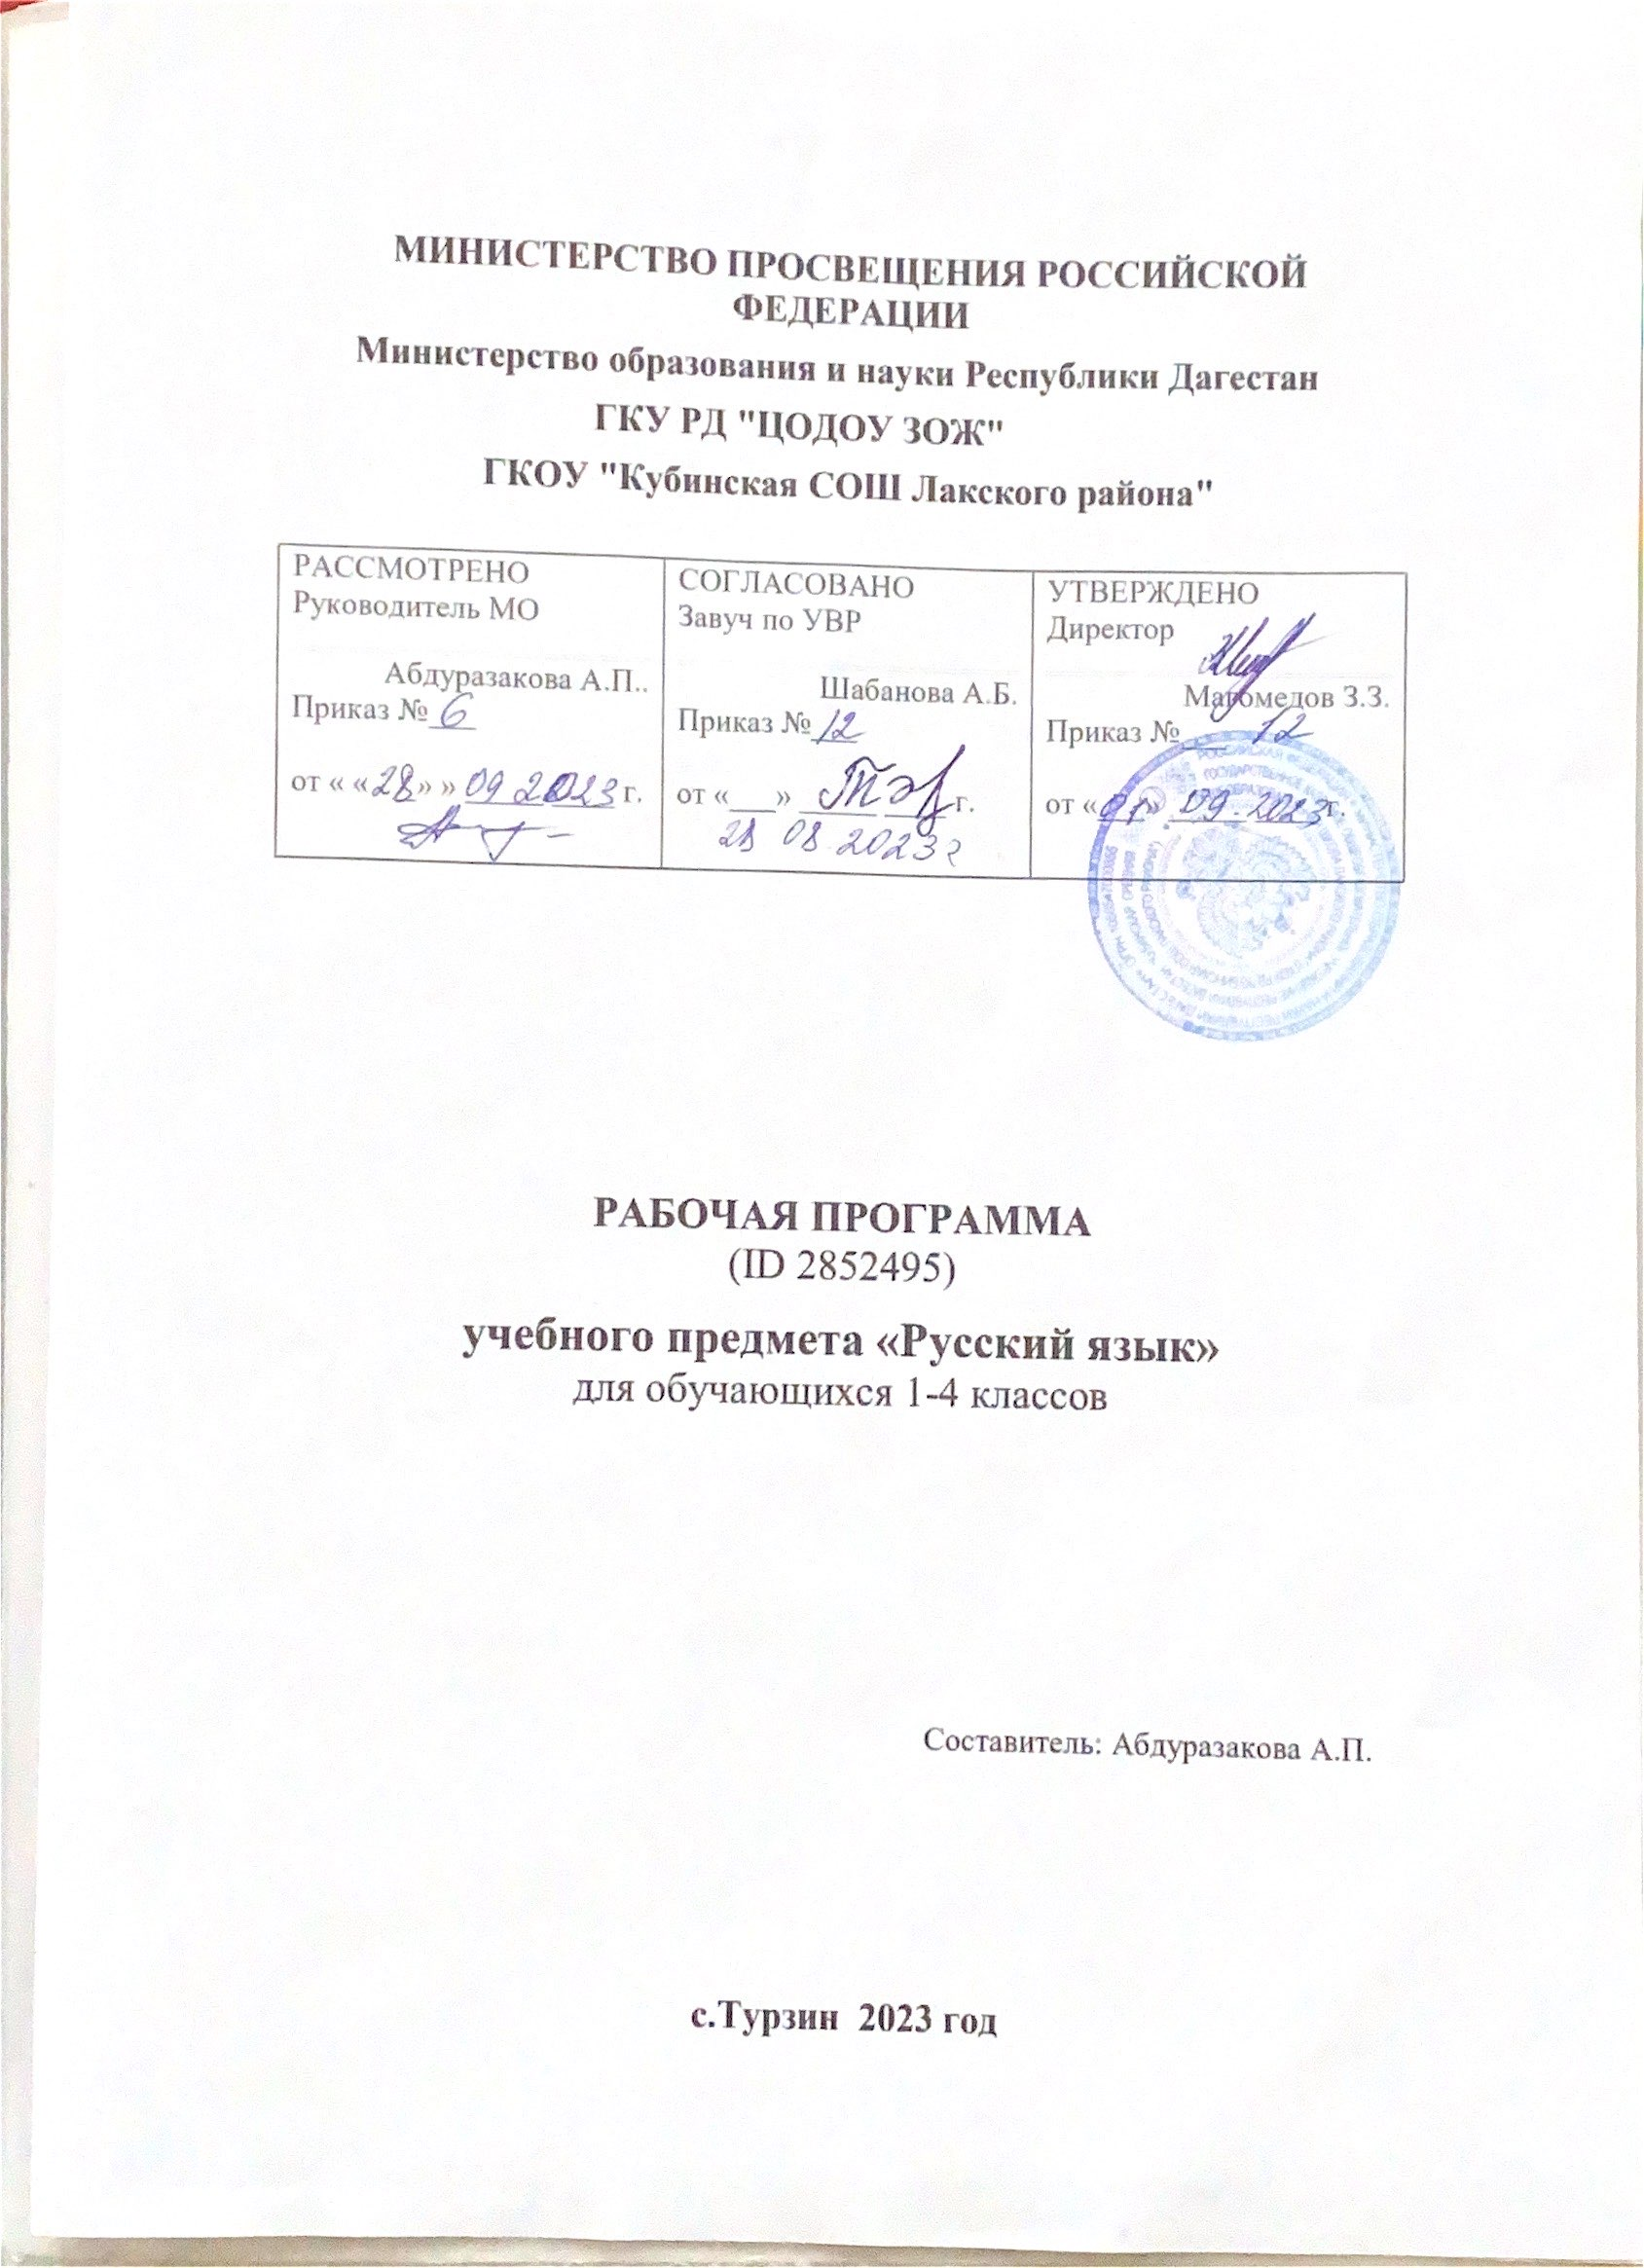 МИНИСТЕРСТВО ПРОСВЕЩЕНИЯ РОССИЙСКОЙ
ФЕДЕРАЦИИ
Министерство образования и науки Республики Дагестан
ГКУ РД "ЦОДОУ ЗОЖ"
ГКОУ "Кубинская СОШ Лакского района"
РАССМОТРЕНО
Руководитель МО
Абдуразакова А.П..
Приказ № 6
от « «28» » 09 2023 г.
СОГЛАСОВАНО
Завуч по УВР
Шабанова А.Б.
Приказ № 12
от «___» г.
28 08 2023 г
УТВЕРЖДЕНО
Директор
Магомедов З.З.
Приказ № 12
от «01» 09.2023 г.
РАБОЧАЯ ПРОГРАММА
(ID 2852495)
учебного предмета «Русский язык»
для обучающихся 1-4 классов
Составитель: Абдуразакова А.П.
с.Турзин 2023 год